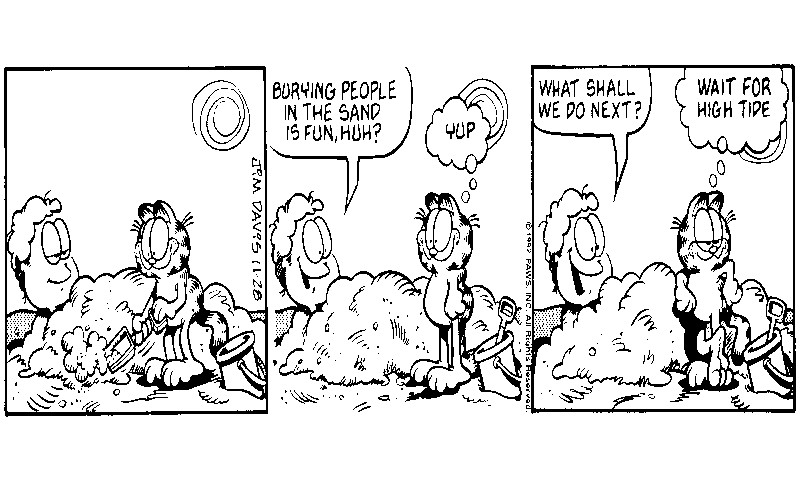 JIM DAVIS 11-28
BURYING PEOPLE
IN THE SAND
IS FUN, HUH?
YUP
© 1992 PAWS, INC. All Rights Reserved.
WHAT SHALL
WE DO NEXT?
WAIT FOR
HIGH TIDE